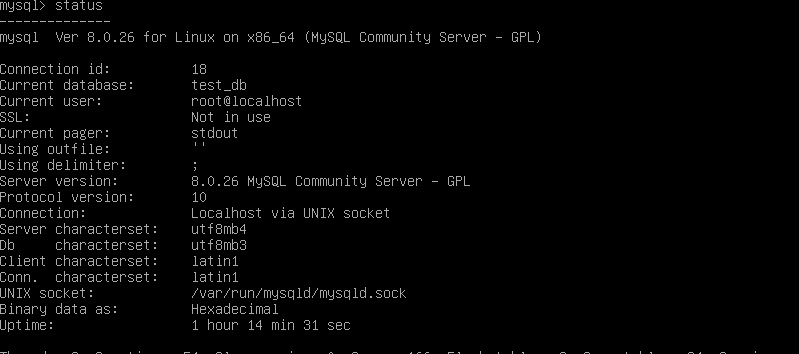 mysql> status
--------------
mysql  Ver 8.0.26 for Linux on x86_64 (MySQL Community Server - GPL)
Connection id:          18
Current database:       test_db
Current user:           root@localhost
SSL:                    Not in use
Current pager:          stdout
Using outfile:          ''
Using delimiter:        ;
Server version:         8.0.26 MySQL Community Server - GPL
Protocol version:       10
Connection:             Localhost via UNIX socket
Server characterset:    utf8mb4
Db     characterset:    utf8mb3
Client characterset:    latin1
Conn.  characterset:    latin1
UNIX socket:            /var/run/mysqld/mysqld.sock
Binary data as:         Hexadecimal
Uptime:                 1 hour 14 min 31 sec